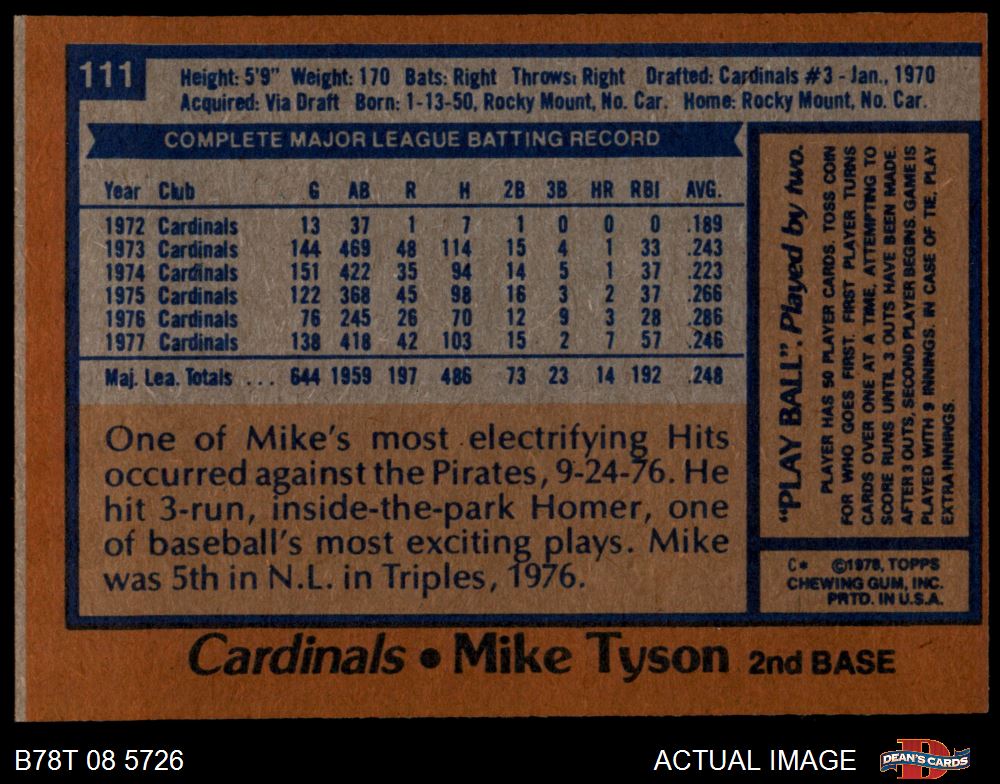 111
Height: 5'9" Weight: 170 Bats: Right Throws: Right Drafted: Cardinals #3 - Jan., 1970
Acquired: Via Draft Born: 1-13-50, Rocky Mount, No. Car. Home: Rocky Mount, No. Car.
COMPLETE MAJOR LEAGUE BATTING RECORD
Year Club G AB R H 2B 3B HR RBI AVG.
1972 Cardinals 13 37 1 7 1 0 0 0 .189
1973 Cardinals 144 469 48 114 15 4 1 33 .243
1974 Cardinals 151 422 35 94 14 5 1 37 .223
1975 Cardinals 122 368 45 98 16 3 2 37 .266
1976 Cardinals 76 245 26 70 12 9 3 28 .286
1977 Cardinals 138 418 42 103 15 2 7 57 .246
Maj. Lea. Totals ... 644 1959 197 486 73 23 14 192 .248
One of Mike's most electrifying Hits
occurred against the Pirates, 9-24-76. He
hit 3-run, inside-the-park Homer, one
of baseball's most exciting plays. Mike
was 5th in N.L. in Triples, 1976.
"PLAY BALL". Played by two.
PLAYER HAS 50 PLAYER CARDS. TOSS COIN
FOR WHO GOES FIRST. FIRST PLAYER TURNS
CARDS OVER ONE AT A TIME, ATTEMPTING TO
SCORE RUNS UNTIL 3 OUTS HAVE BEEN MADE.
AFTER 3 OUTS, SECOND PLAYER BEGINS. GAME IS
PLAYED WITH 9 INNINGS. IN CASE OF TIE, PLAY
EXTRA INNINGS.
C* ©1978, TOPPS
CHEWING GUM, INC.
PRTD. IN U.S.A.
Cardinals • Mike Tyson 2nd BASE
B78T 08 5726
ACTUAL IMAGE
D
DEAN'S CARDS